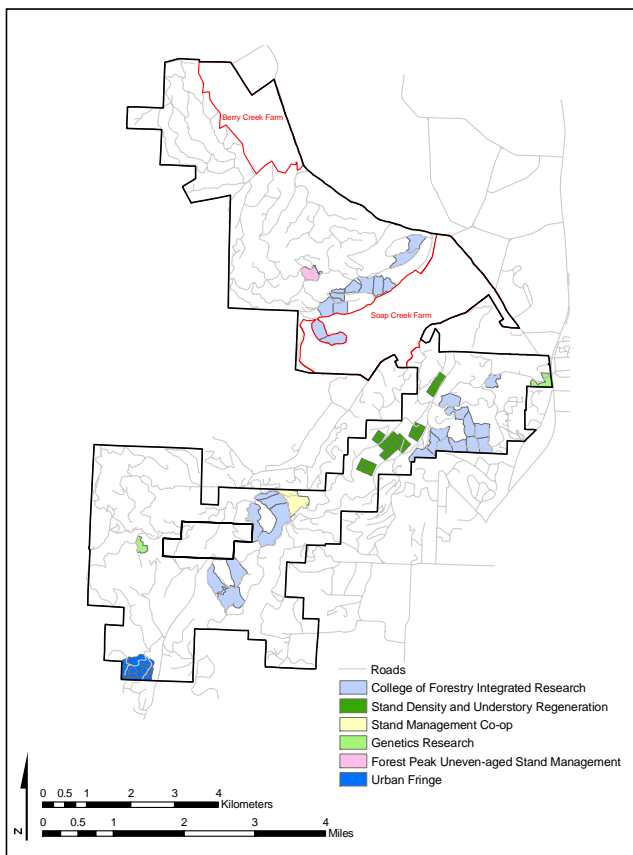 Berry Creek Farm
Soap Creek Farm
Roads
College of Forestry Integrated Research
Stand Density and Understory Regeneration
Stand Management Co-op
Genetics Research
Forest Peak Uneven-aged Stand Management
Urban Fringe
N
0 0.5 1 2 3 4
Kilometers
0 0.5 1 2 3 4
Miles